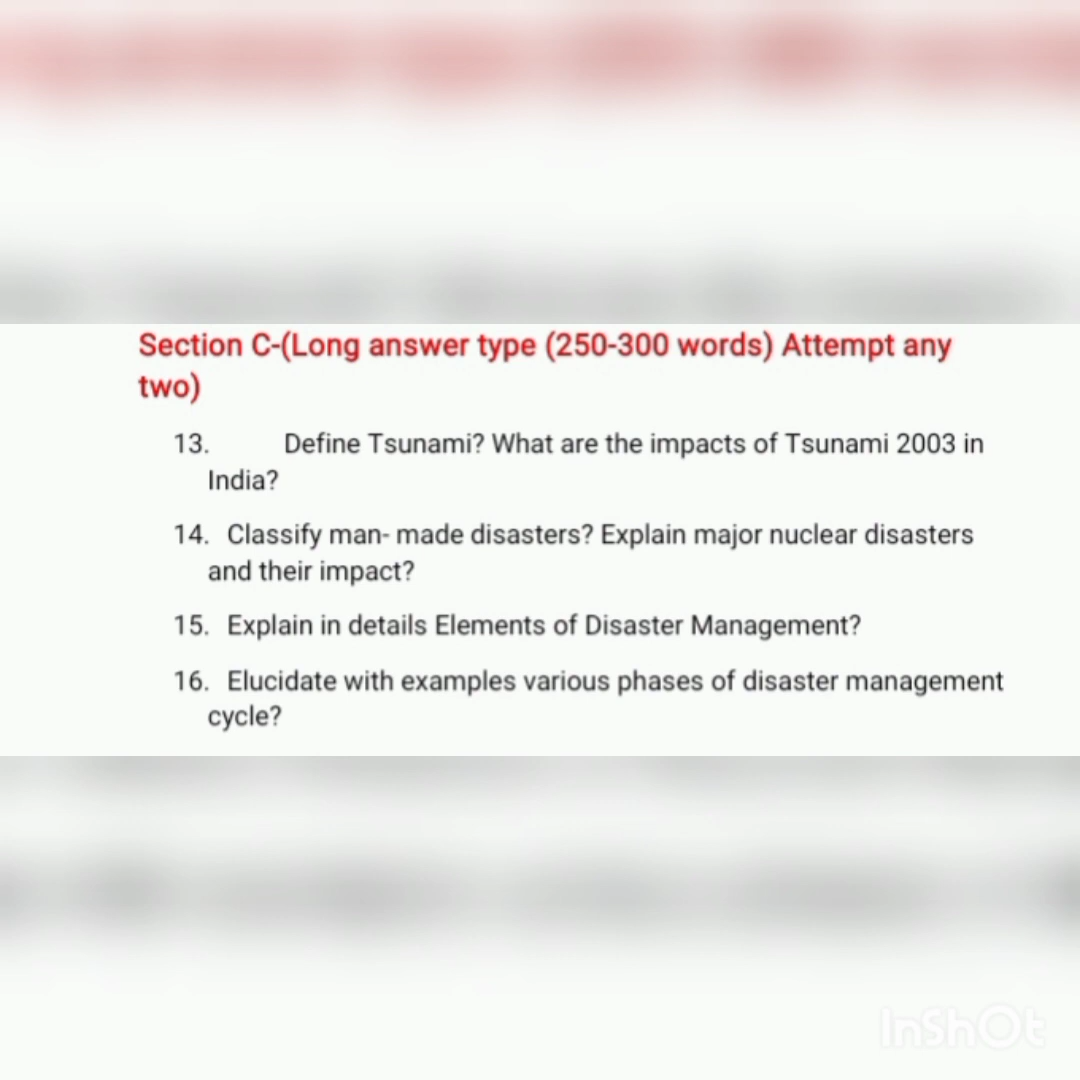 Section C-(Long answer type (250-300 words) Attempt any
two)
13. Define Tsunami? What are the impacts of Tsunami 2003 in
India?
14. Classify man- made disasters? Explain major nuclear disasters
and their impact?
15. Explain in details Elements of Disaster Management?
16. Elucidate with examples various phases of disaster management
cycle?
InShOt